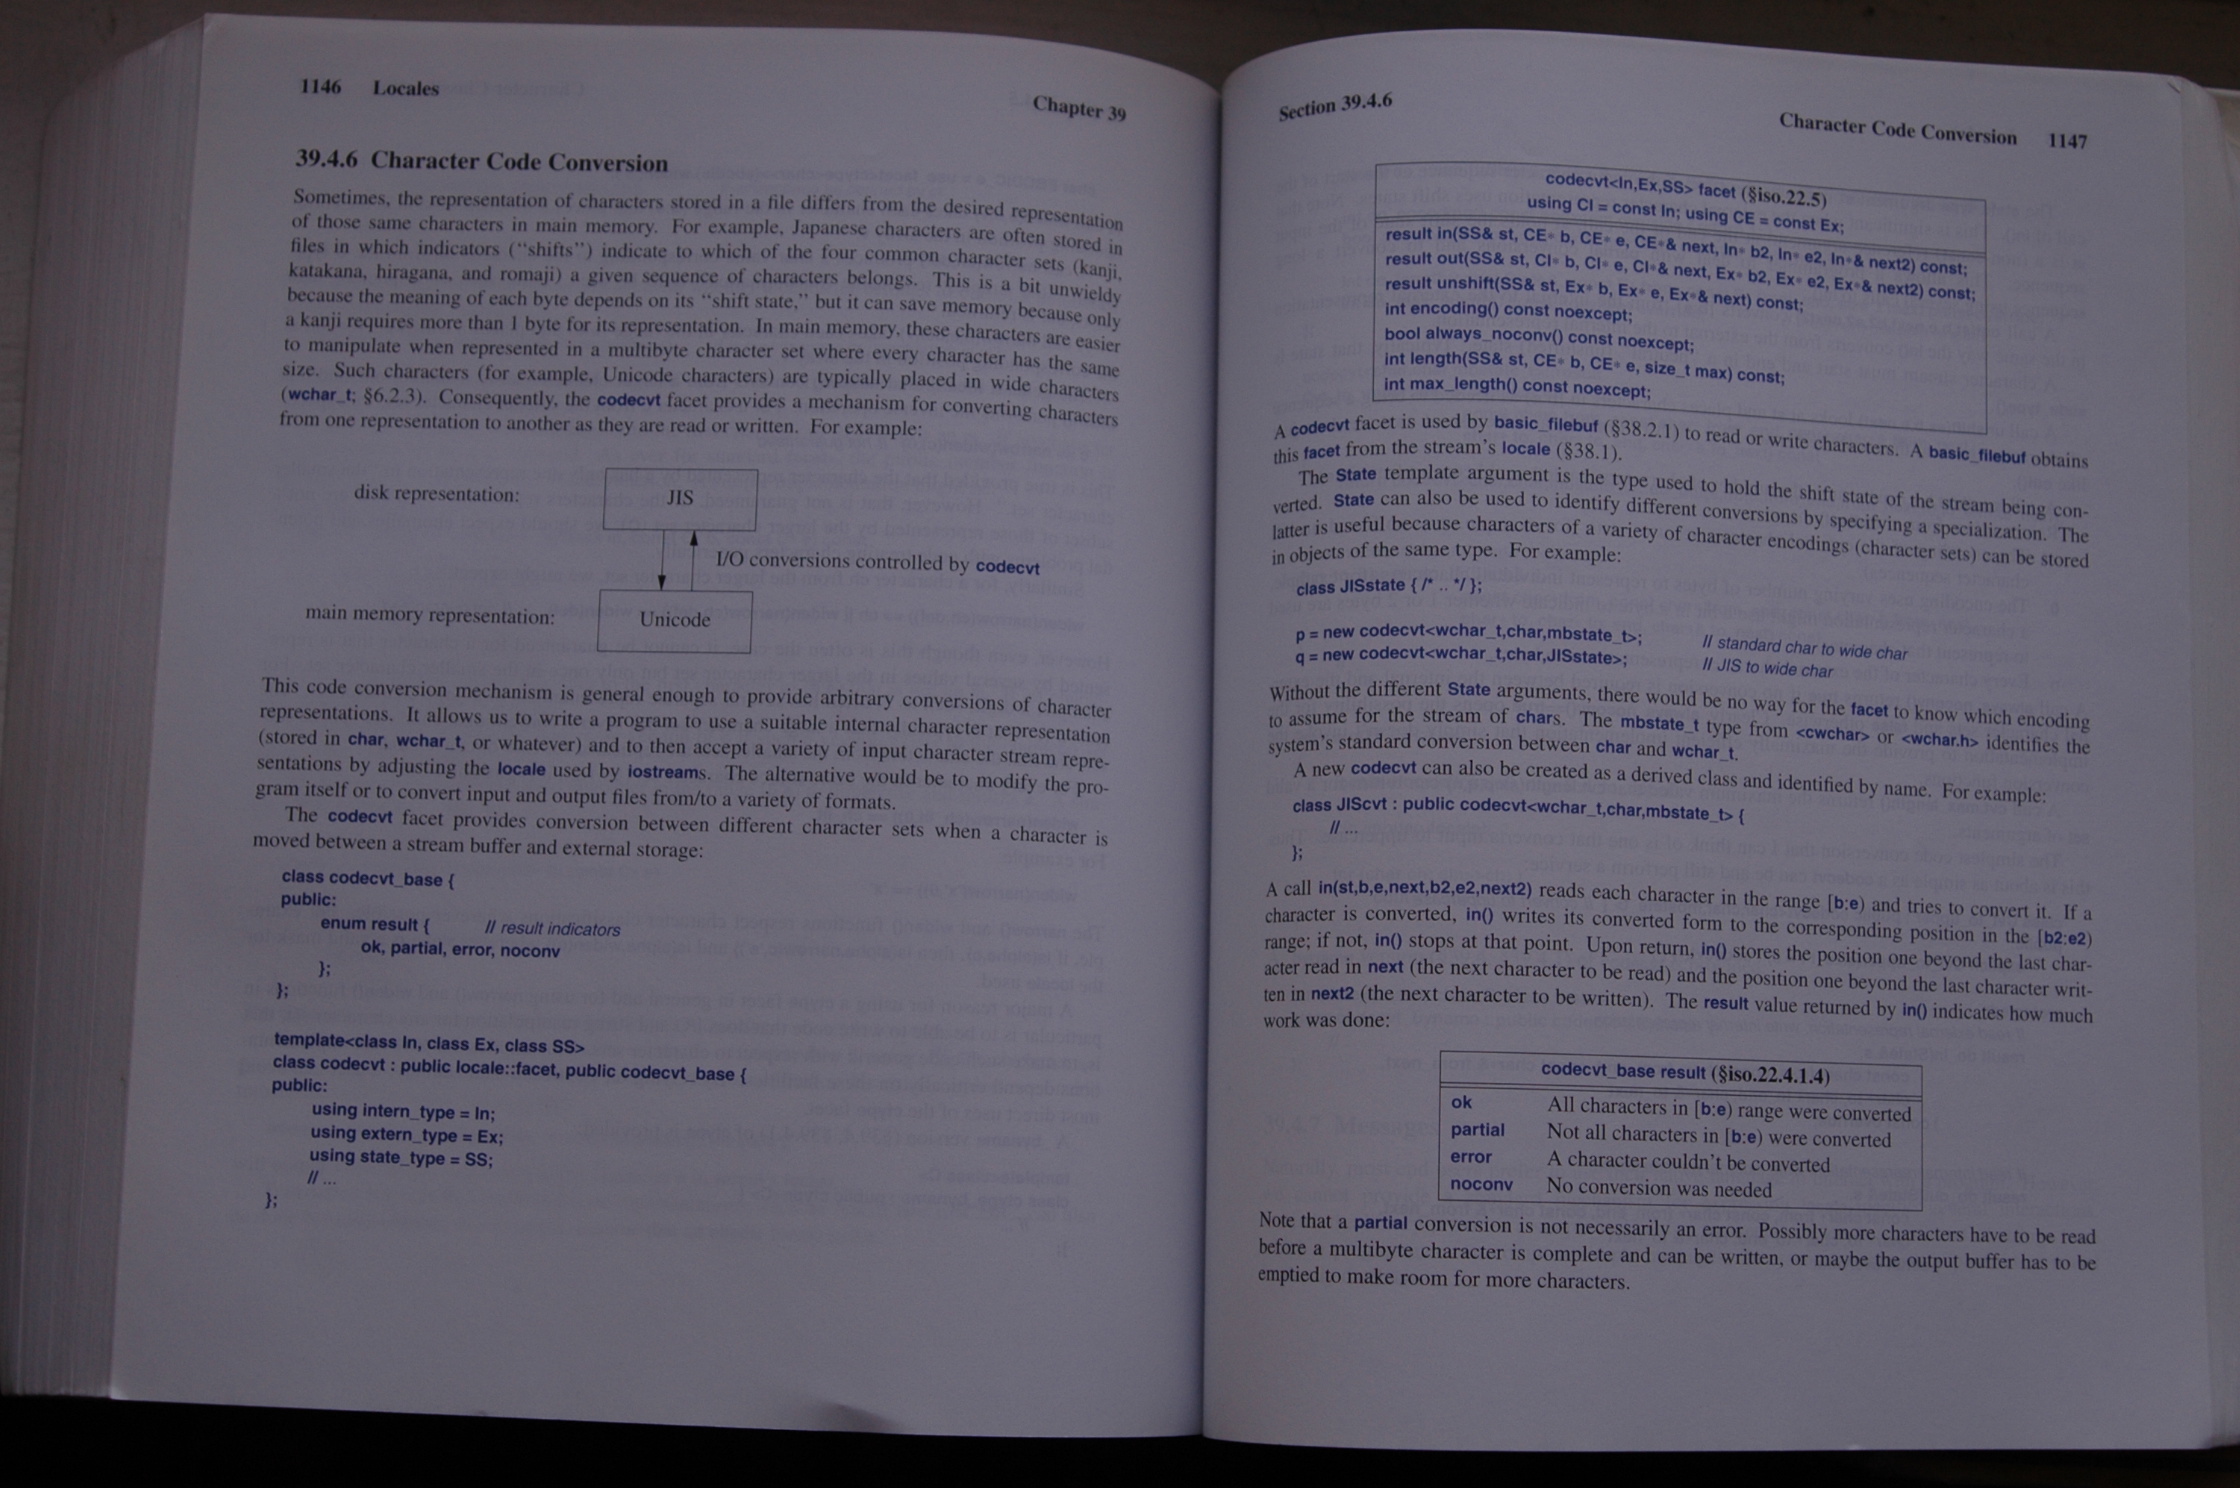 1146 Locales Chapter 39
39.4.6 Character Code Conversion
Sometimes, the representation of characters stored in a file differs from the desired representation
of those same characters in main memory. For example, Japanese characters are often stored in
files in which indicators (“shifts”) indicate to which of the four common character sets (kanji,
katakana, hiragana, and romaji) a given sequence of characters belongs. This is a bit unwieldy
because the meaning of each byte depends on its “shift state,” but it can save memory because only
a kanji requires more than 1 byte for its representation. In main memory, these characters are easier
to manipulate when represented in a multibyte character set where every character has the same
size. Such characters (for example, Unicode characters) are typically placed in wide characters
(wchar_t; §6.2.3). Consequently, the codecvt facet provides a mechanism for converting characters
from one representation to another as they are read or written. For example:
disk representation: JIS
I/O conversions controlled by codecvt
main memory representation: Unicode
This code conversion mechanism is general enough to provide arbitrary conversions of character
representations. It allows us to write a program to use a suitable internal character representation
(stored in char, wchar_t, or whatever) and to then accept a variety of input character stream repre-
sentations by adjusting the locale used by iostreams. The alternative would be to modify the pro-
gram itself or to convert input and output files from/to a variety of formats.
The codecvt facet provides conversion between different character sets when a character is
moved between a stream buffer and external storage:
class codecvt_base {
public:
enum result { // result indicators
ok, partial, error, noconv
};
};
template<class In, class Ex, class SS>
class codecvt : public locale::facet, public codecvt_base {
public:
using intern_type = In;
using extern_type = Ex;
using state_type = SS;
// ...
};
Section 39.4.6 Character Code Conversion 1147
codecvt<In,Ex,SS> facet (§iso.22.5)
using CI = const In; using CE = const Ex;
result in(SS& st, CE* b, CE* e, CE*& next, In* b2, In* e2, In*& next2) const;
result out(SS& st, CI* b, CI* e, CI*& next, Ex* b2, Ex* e2, Ex*& next2) const;
result unshift(SS& st, Ex* b, Ex* e, Ex*& next) const;
int encoding() const noexcept;
bool always_noconv() const noexcept;
int length(SS& st, CE* b, CE* e, size_t max) const;
int max_length() const noexcept;
A codecvt facet is used by basic_filebuf (§38.2.1) to read or write characters. A basic_filebuf obtains
this facet from the stream’s locale (§38.1).
The State template argument is the type used to hold the shift state of the stream being con-
verted. State can also be used to identify different conversions by specifying a specialization. The
latter is useful because characters of a variety of character encodings (character sets) can be stored
in objects of the same type. For example:
class JISstate { /* .. */ };
p = new codecvt<wchar_t,char,mbstate_t>; // standard char to wide char
q = new codecvt<wchar_t,char,JISstate>; // JIS to wide char
Without the different State arguments, there would be no way for the facet to know which encoding
to assume for the stream of chars. The mbstate_t type from <cwchar> or <wchar.h> identifies the
system’s standard conversion between char and wchar_t.
A new codecvt can also be created as a derived class and identified by name. For example:
class JIScvt : public codecvt<wchar_t,char,mbstate_t> {
// ...
};
A call in(st,b,e,next,b2,e2,next2) reads each character in the range [b:e) and tries to convert it. If a
character is converted, in() writes its converted form to the corresponding position in the [b2:e2)
range; if not, in() stops at that point. Upon return, in() stores the position one beyond the last char-
acter read in next (the next character to be read) and the position one beyond the last character writ-
ten in next2 (the next character to be written). The result value returned by in() indicates how much
work was done:
codecvt_base result (§iso.22.4.1.4)
ok All characters in [b:e) range were converted
partial Not all characters in [b:e) were converted
error A character couldn’t be converted
noconv No conversion was needed
Note that a partial conversion is not necessarily an error. Possibly more characters have to be read
before a multibyte character is complete and can be written, or maybe the output buffer has to be
emptied to make room for more characters.